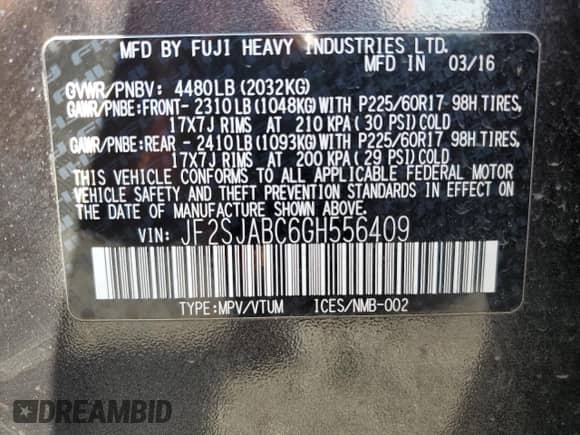 MFD BY FUJI HEAVY INDUSTRIES LTD.
MFD IN 03/16
GVWR/PNBV: 4480LB(2032KG)
GAWR/PNBE:FRONT- 2310LB(1048KG)WITH P225/60R17 98H TIRES,
17X7J RIMS AT 210 KPA(30 PSI)COLD
GAWR/PNBE:REAR - 2410LB(1093KG)WITH P225/60R17 98H TIRES,
17X7J RIMS AT 200 KPA(29 PSI)COLD
THIS VEHICLE CONFORMS TO ALL APPLICABLE FEDERAL MOTOR
VEHICLE SAFETY AND THEFT PREVENTION STANDARDS IN EFFECT ON
THE DATE OF MANUFACTURE SHOWN ABOVE.
VIN: JF2SJABC6GH556409
TYPE:MPV/VTUM ICES/NMB-002
DREAMBID